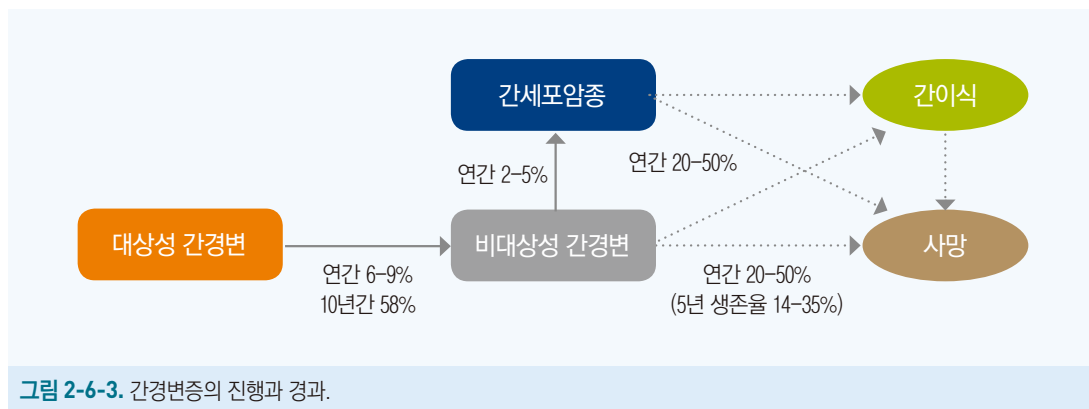 간세포암종
간이식
연간 2-5%
연간 20-50%
대상성 간경변
비대상성 간경변
사망
연간 6-9%
10년간 58%
연간 20-50%
(5년 생존율 14-35%)
그림 2-6-3. 간경변증의 진행과 경과.